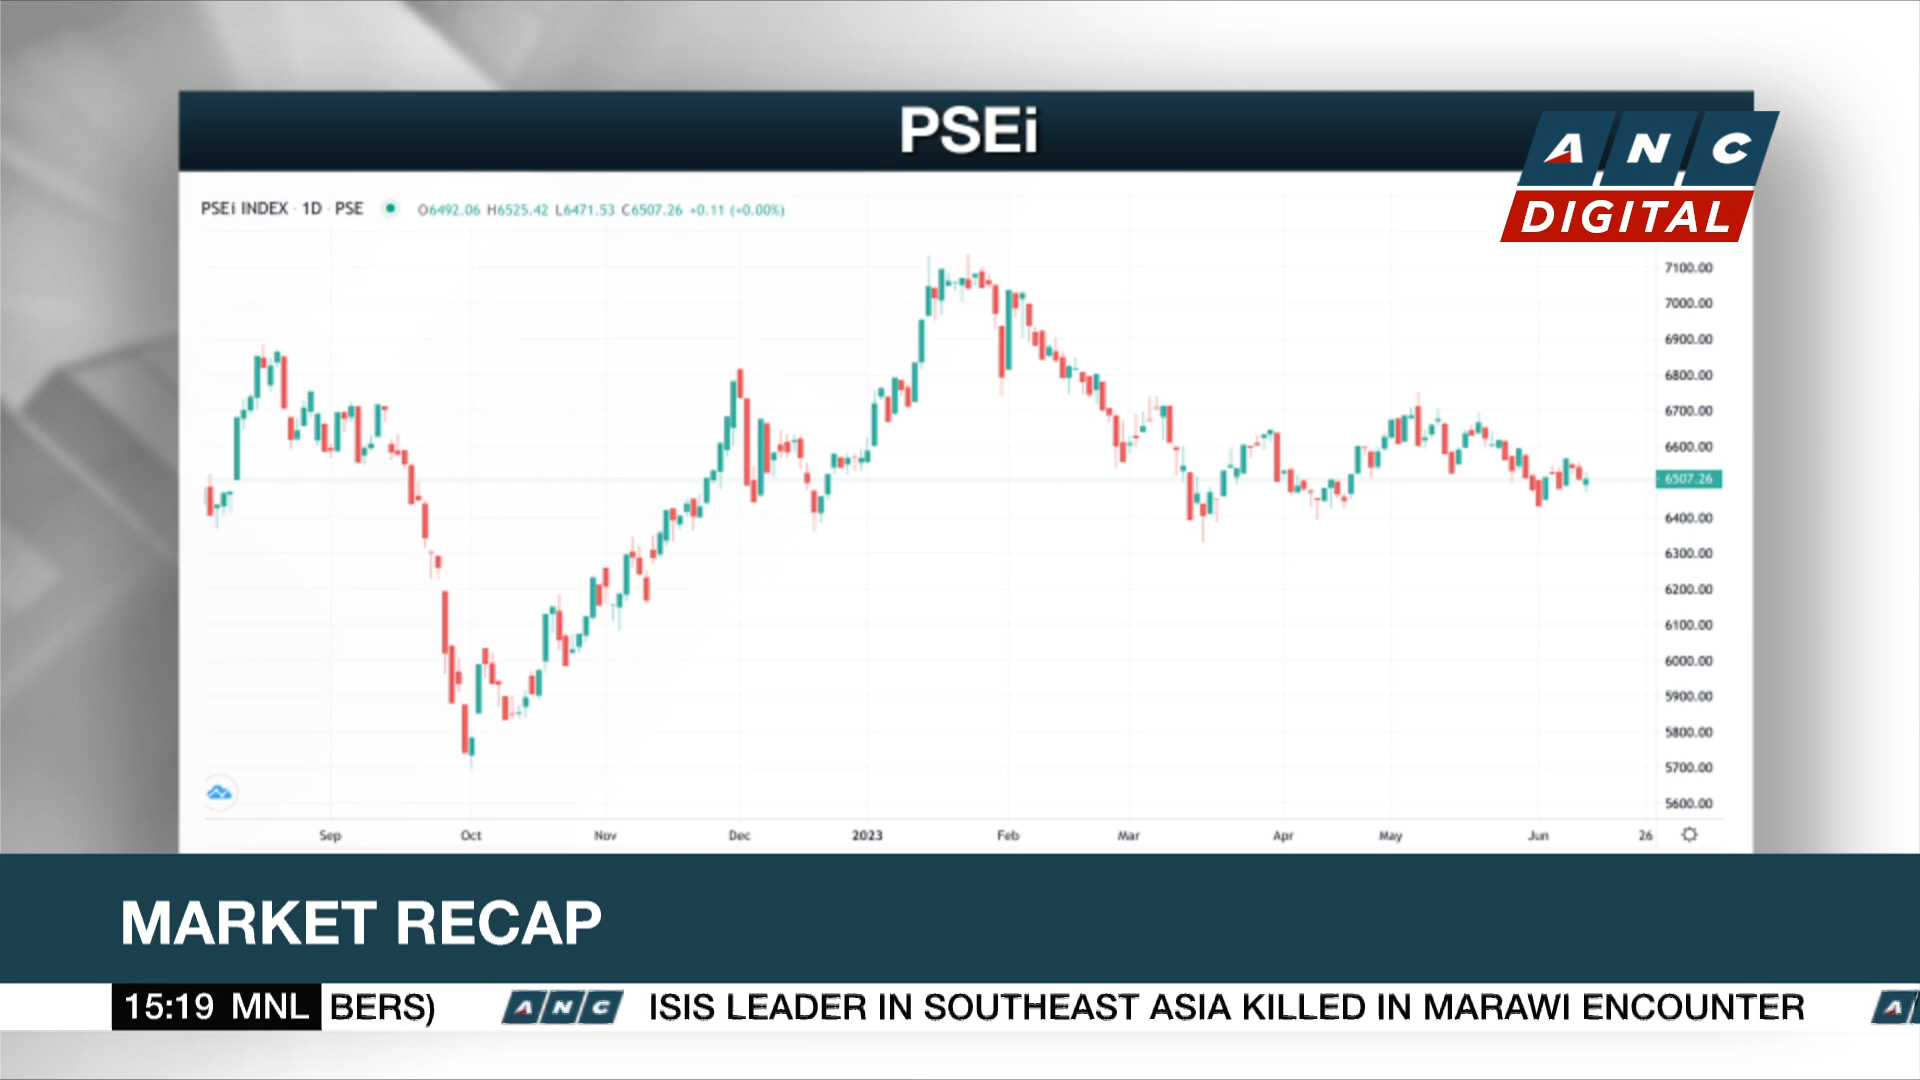 PSEi
ANC
DIGITAL
PSEi INDEX · 1D · PSE O6492.06 H6525.42 L6471.53 C6507.26 +0.11 (+0.00%)
7100.00
7000.00
6900.00
6800.00
6700.00
6600.00
6507.26
6400.00
6300.00
6200.00
6100.00
6000.00
5900.00
5800.00
5700.00
5600.00
Sep Oct Nov Dec 2023 Feb Mar Apr May Jun 26
MARKET RECAP
15:19 MNL BERS) ANC ISIS LEADER IN SOUTHEAST ASIA KILLED IN MARAWI ENCOUNTER A